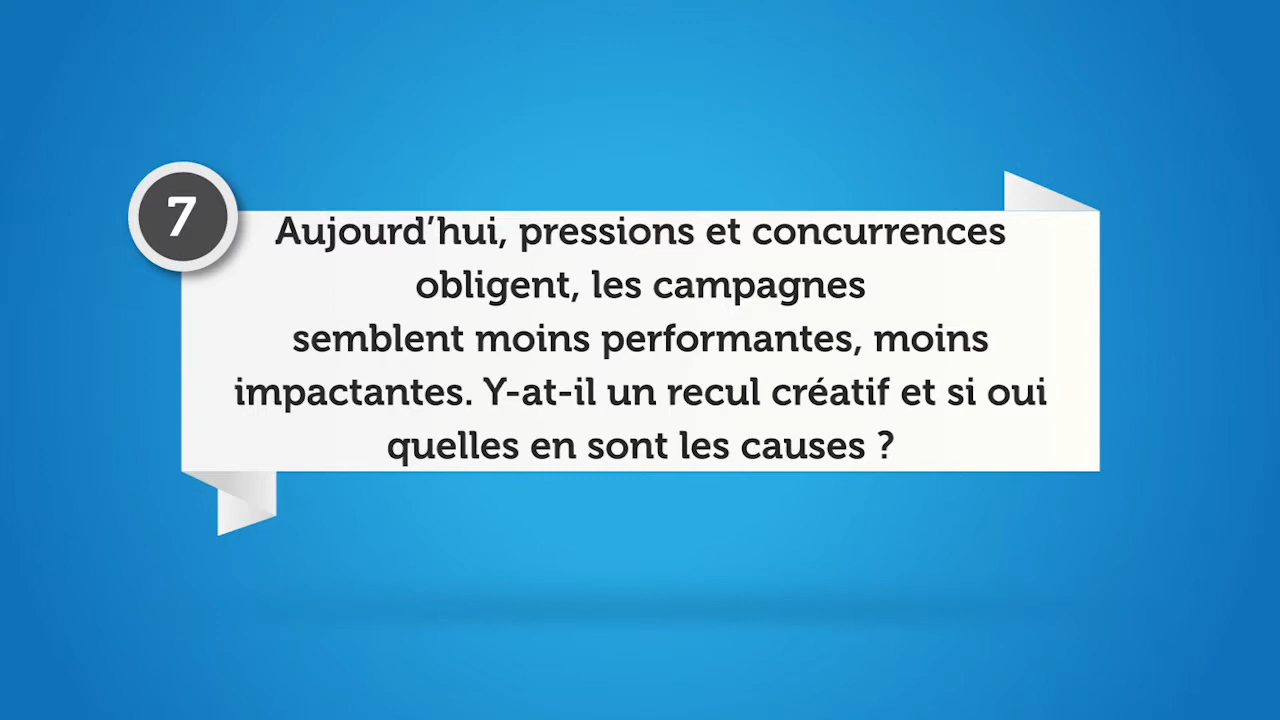 7
Aujourd’hui, pressions et concurrences
obligent, les campagnes
semblent moins performantes, moins
impactantes. Y-at-il un recul créatif et si oui
quelles en sont les causes ?